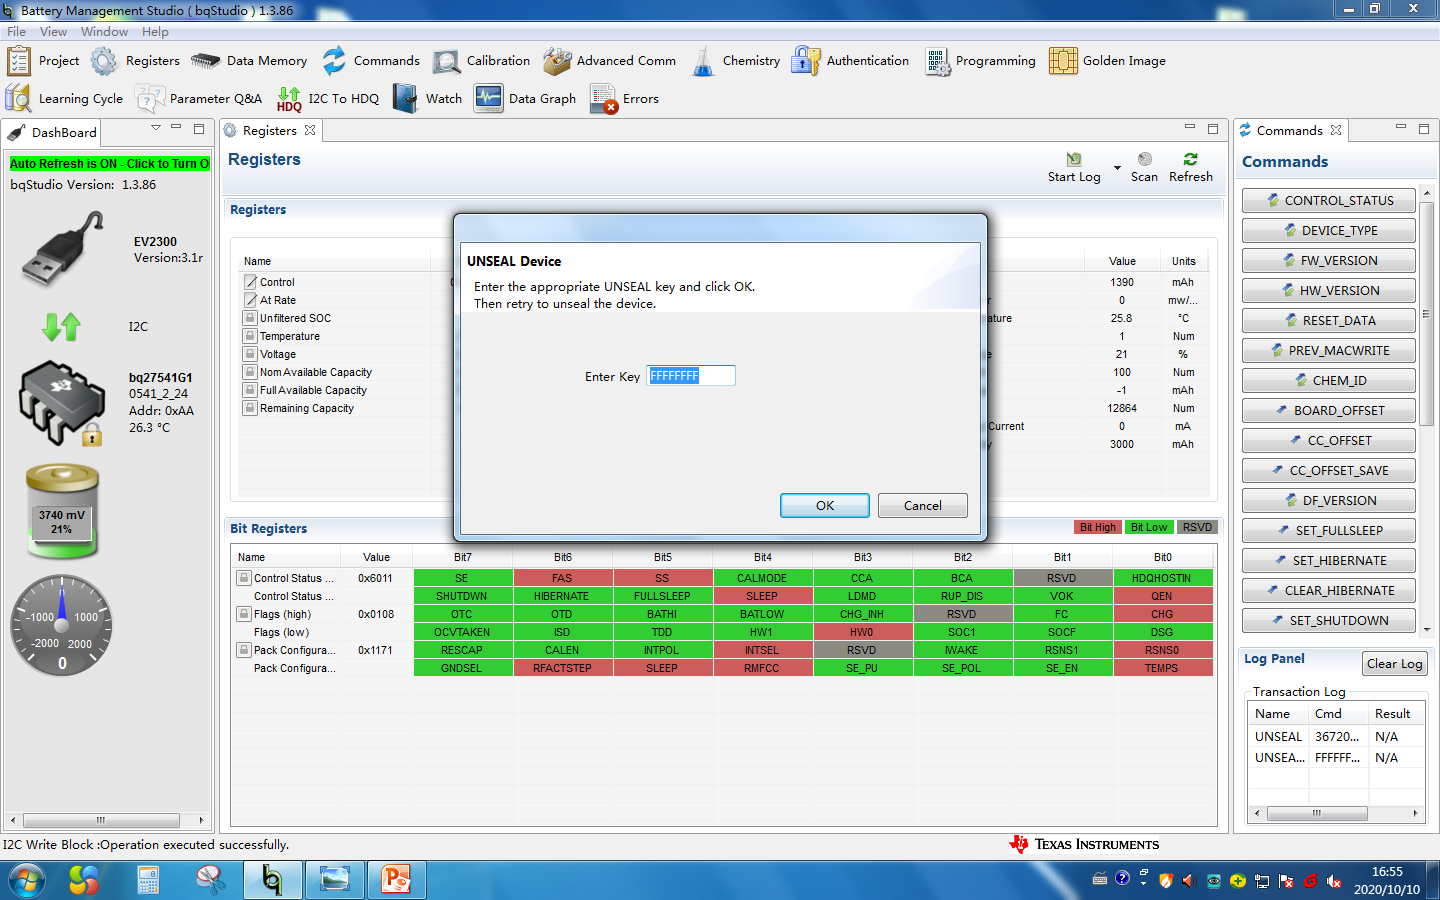 Battery Management Studio ( bqStudio ) 1.3.86
File View Window Help
Project Registers Data Memory Commands Calibration Advanced Comm Chemistry Authentication Programming Golden Image
Learning Cycle Parameter Q&A HDQ I2C To HDQ Watch Data Graph Errors
DashBoard
Auto Refresh is ON - Click to Turn O
bqStudio Version: 1.3.86
EV2300
Version:3.1r
I2C
bq27541G1
0541_2_24
Addr: 0xAA
26.3 °C
3740 mV
21%
-1000 1000
-2000 2000
0
Registers
Registers
Start Log Scan Refresh
Registers
Name
Control
At Rate
Unfiltered SOC
Temperature
Voltage
Nom Available Capacity
Full Available Capacity
Remaining Capacity
Value Units
1390 mAh
0 mw/...
ature 25.8 °C
1 Num
21 %
100 Num
-1 mAh
12864 Num
Current 0 mA
3000 mAh
UNSEAL Device
Enter the appropriate UNSEAL key and click OK.
Then retry to unseal the device.
Enter Key FFFFFFFF
OK Cancel
Bit Registers Bit High Bit Low RSVD
Name Value Bit7 Bit6 Bit5 Bit4 Bit3 Bit2 Bit1 Bit0
Control Status ... 0x6011 SE FAS SS CALMODE CCA BCA RSVD HDQHOSTIN
Control Status ... SHUTDWN HIBERNATE FULLSLEEP SLEEP LDMD RUP_DIS VOK QEN
Flags (high) 0x0108 OTC OTD BATHI BATLOW CHG_INH RSVD FC CHG
Flags (low) OCVTAKEN ISD TDD HW1 HW0 SOC1 SOCF DSG
Pack Configura... 0x1171 RESCAP CALEN INTPOL INTSEL RSVD IWAKE RSNS1 RSNS0
Pack Configura... GNDSEL RFACTSTEP SLEEP RMFCC SE_PU SE_POL SE_EN TEMPS
Commands
Commands
CONTROL_STATUS
DEVICE_TYPE
FW_VERSION
HW_VERSION
RESET_DATA
PREV_MACWRITE
CHEM_ID
BOARD_OFFSET
CC_OFFSET
CC_OFFSET_SAVE
DF_VERSION
SET_FULLSLEEP
SET_HIBERNATE
CLEAR_HIBERNATE
SET_SHUTDOWN
Log Panel Clear Log
Transaction Log
Name Cmd Result
UNSEAL 36720... N/A
UNSEA... FFFFFF... N/A
I2C Write Block :Operation executed successfully.
TEXAS INSTRUMENTS
16:55
2020/10/10